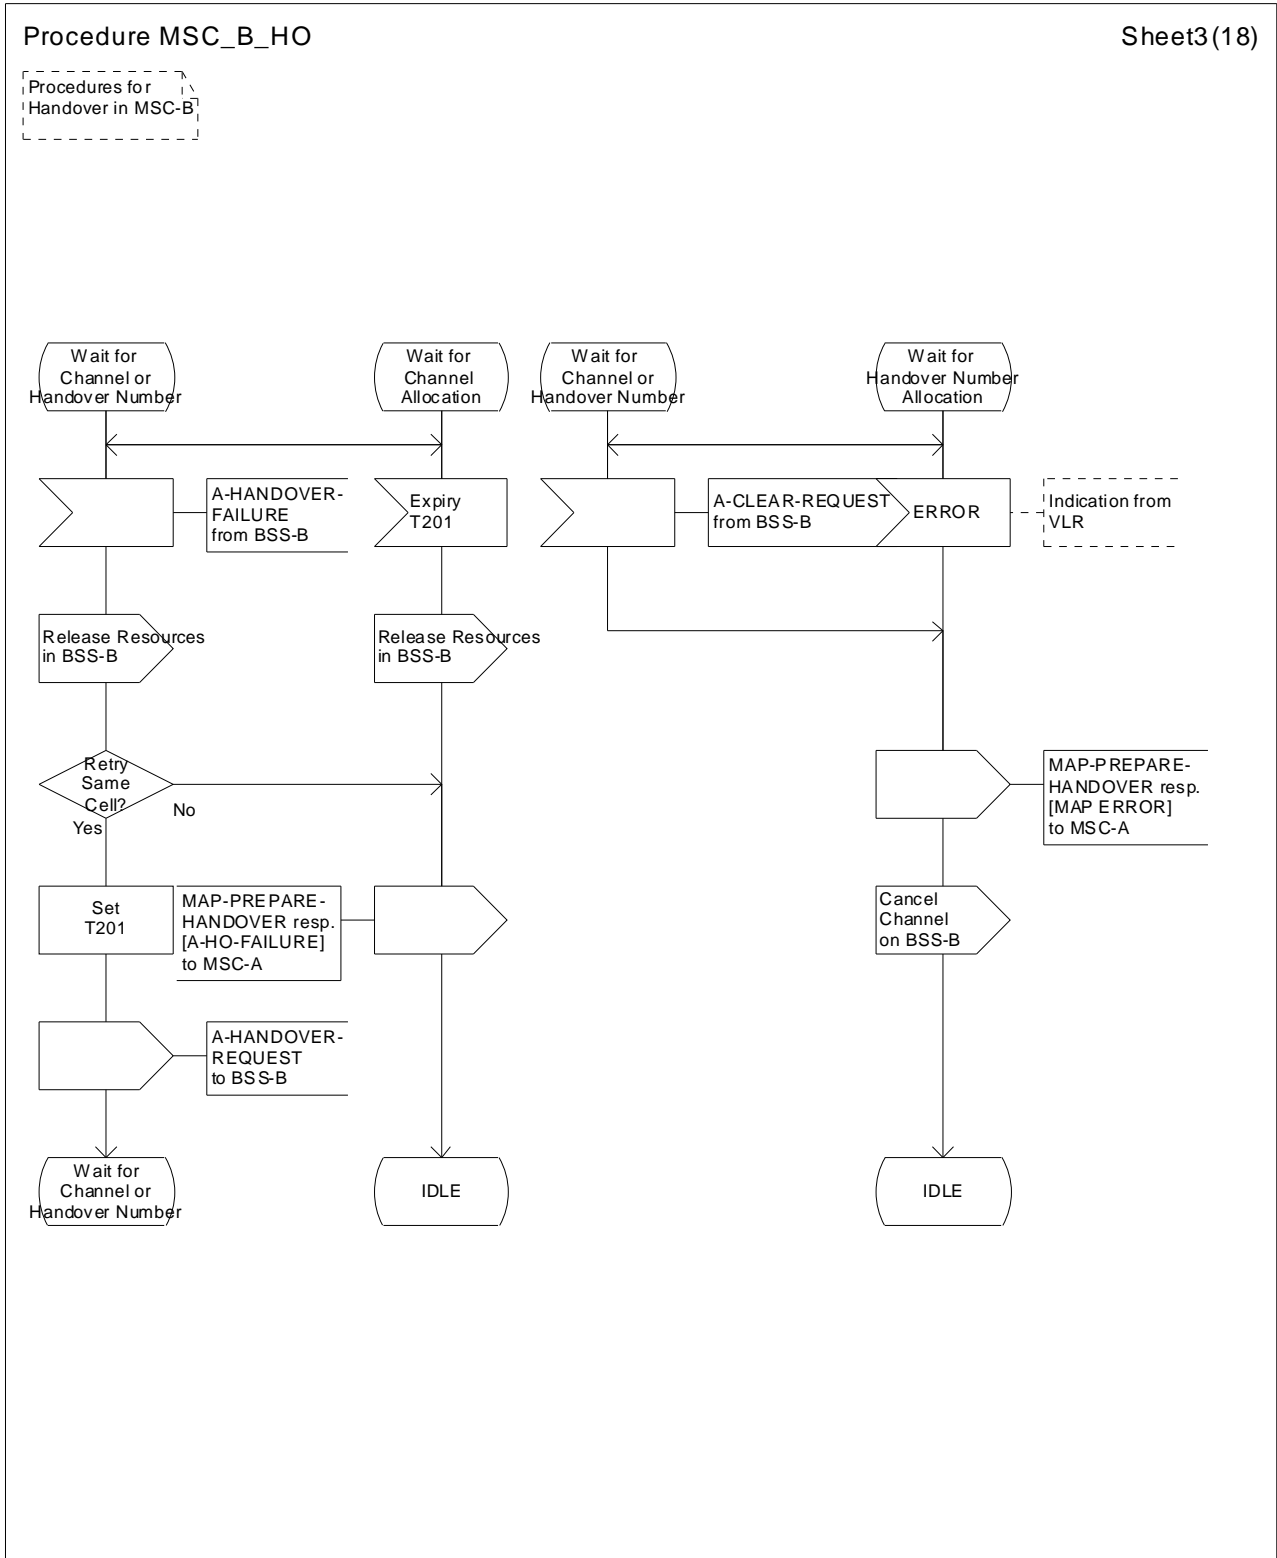 Procedure MSC_B_HO
Sheet3(18)
Procedures for
Handover in MSC-B
Wait for
Channel or
Handover Number
Wait for
Channel
Allocation
Wait for
Channel or
Handover Number
Wait for
Handover Number
Allocation
A-HANDOVER-
FAILURE
from BSS-B
Expiry
T201
A-CLEAR-REQUEST
from BSS-B
ERROR
Indication from
VLR
Release Resources
in BSS-B
Release Resources
in BSS-B
Retry
Same
Cell?
No
Yes
MAP-PREPARE-
HANDOVER resp.
[MAP ERROR]
to MSC-A
Set
T201
MAP-PREPARE-
HANDOVER resp.
[A-HO-FAILURE]
to MSC-A
Cancel
Channel
on BSS-B
A-HANDOVER-
REQUEST
to BSS-B
Wait for
Channel or
Handover Number
IDLE
IDLE